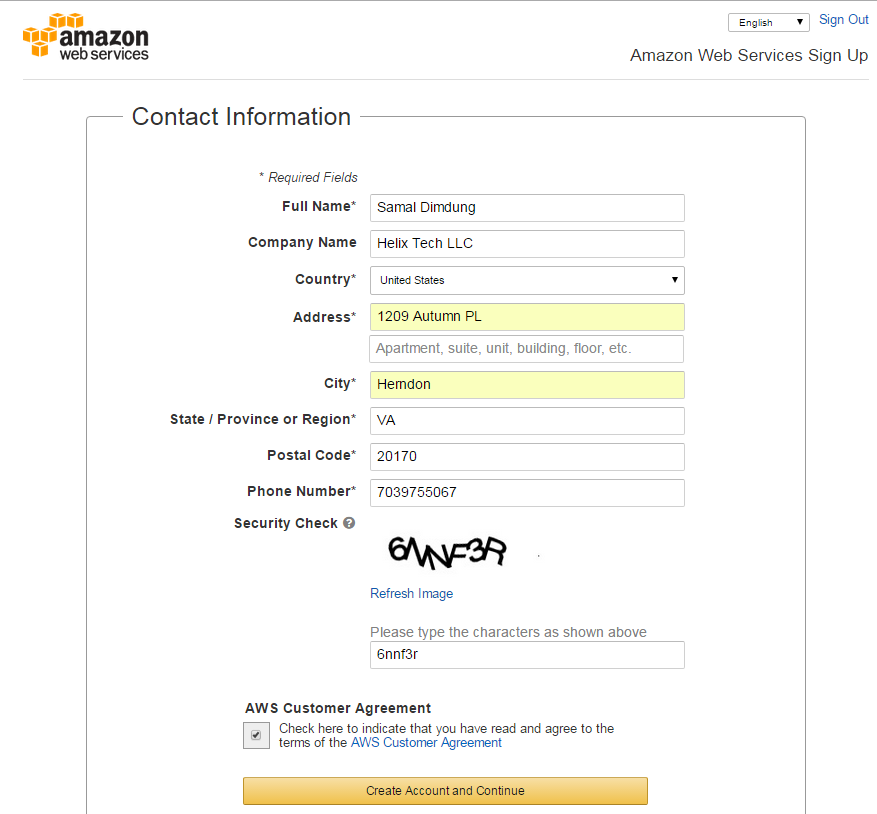 amazon
web services
English
Sign Out
Amazon Web Services Sign Up
Contact Information
* Required Fields
Full Name* Samal Dimdung
Company Name Helix Tech LLC
Country* United States
Address* 1209 Autumn PL
Apartment, suite, unit, building, floor, etc.
City* Herndon
State / Province or Region* VA
Postal Code* 20170
Phone Number* 7039755067
Security Check ?
6NNF3R
Refresh Image
Please type the characters as shown above
6nnf3r
AWS Customer Agreement
Check here to indicate that you have read and agree to the
terms of the AWS Customer Agreement
Create Account and Continue